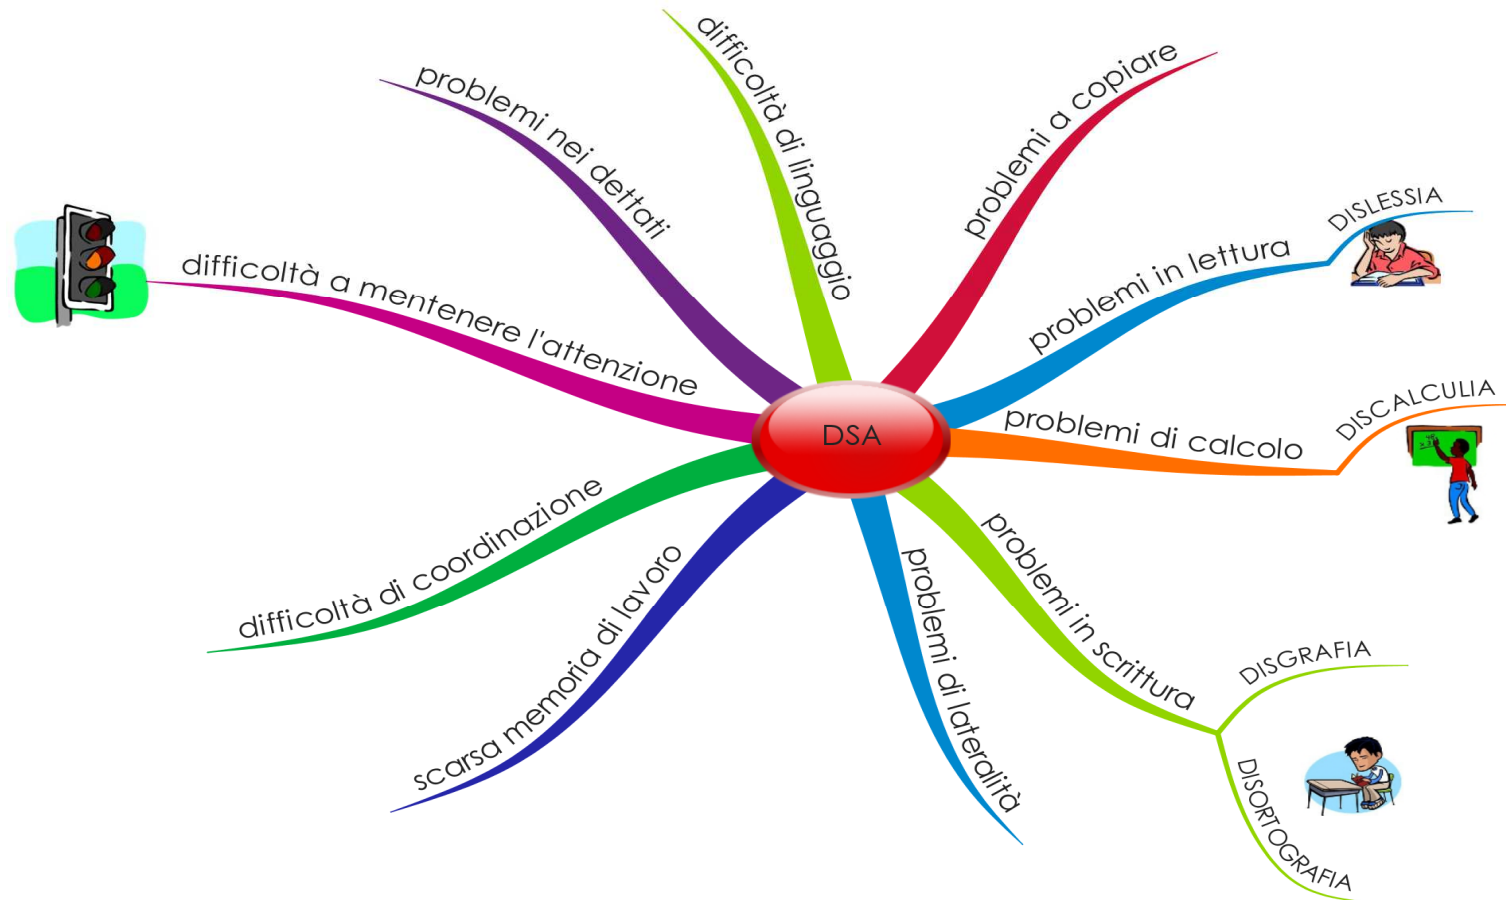 DSA
difficoltà di linguaggio
problemi a copiare
problemi in lettura
DISLESSIA
problemi di calcolo
DISCALCULIA
problemi in scrittura
DISGRAFIA
DISORTOGRAFIA
problemi di lateralità
scarsa memoria di lavoro
difficoltà di coordinazione
difficoltà a mentenere l'attenzione
problemi nei dettati